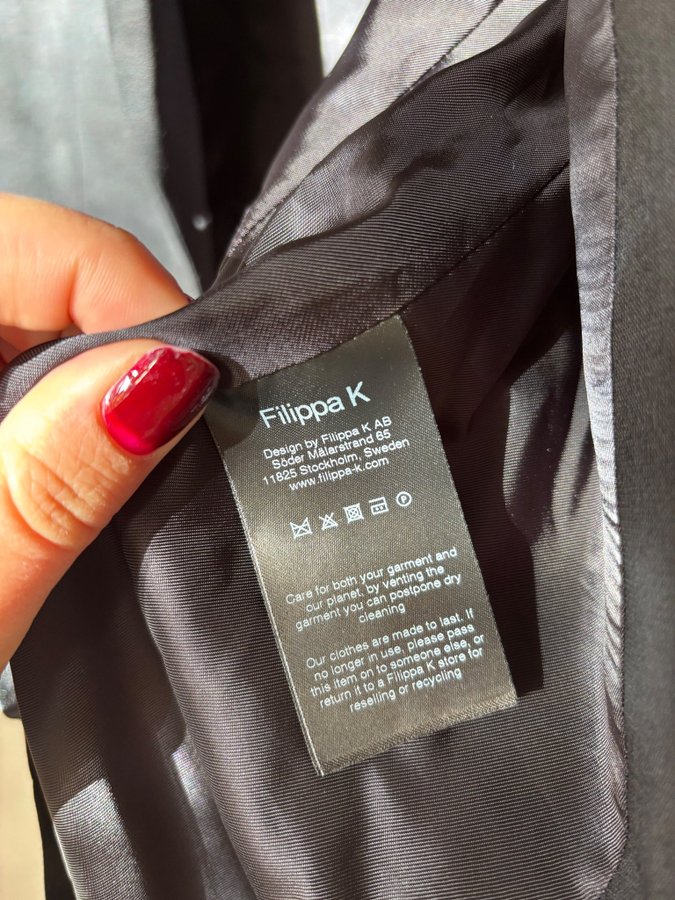 Filippa K
Design by Filippa K AB
Söder Mälarstrand 65
11825 Stockholm, Sweden
www.filippa-k.com
P
Care for both your garment and
our planet, by venting the
garment you can postpone dry
cleaning
Our clothes are made to last. If
no longer in use, please pass
this item on to someone else, or
return it to a Filippa K store for
reselling or recycling